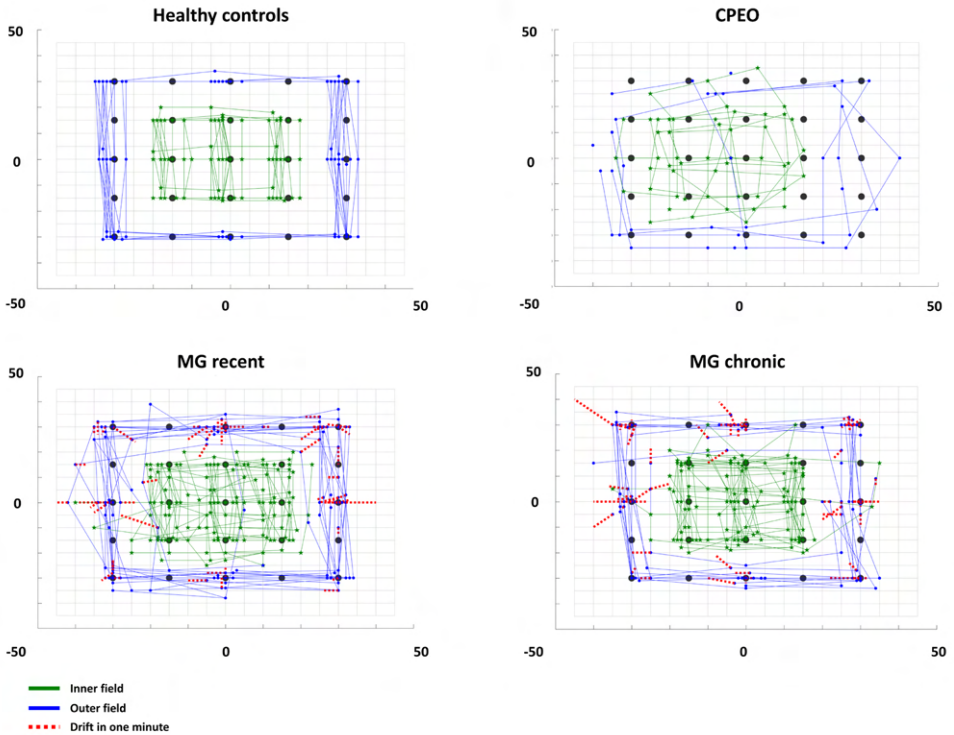 Healthy controls
CPEO
50
50
0
0
-50
-50
0
50
0
50
MG recent
MG chronic
50
50
0
0
-50
-50
0
50
0
50
Inner field
Outer field
Drift in one minute